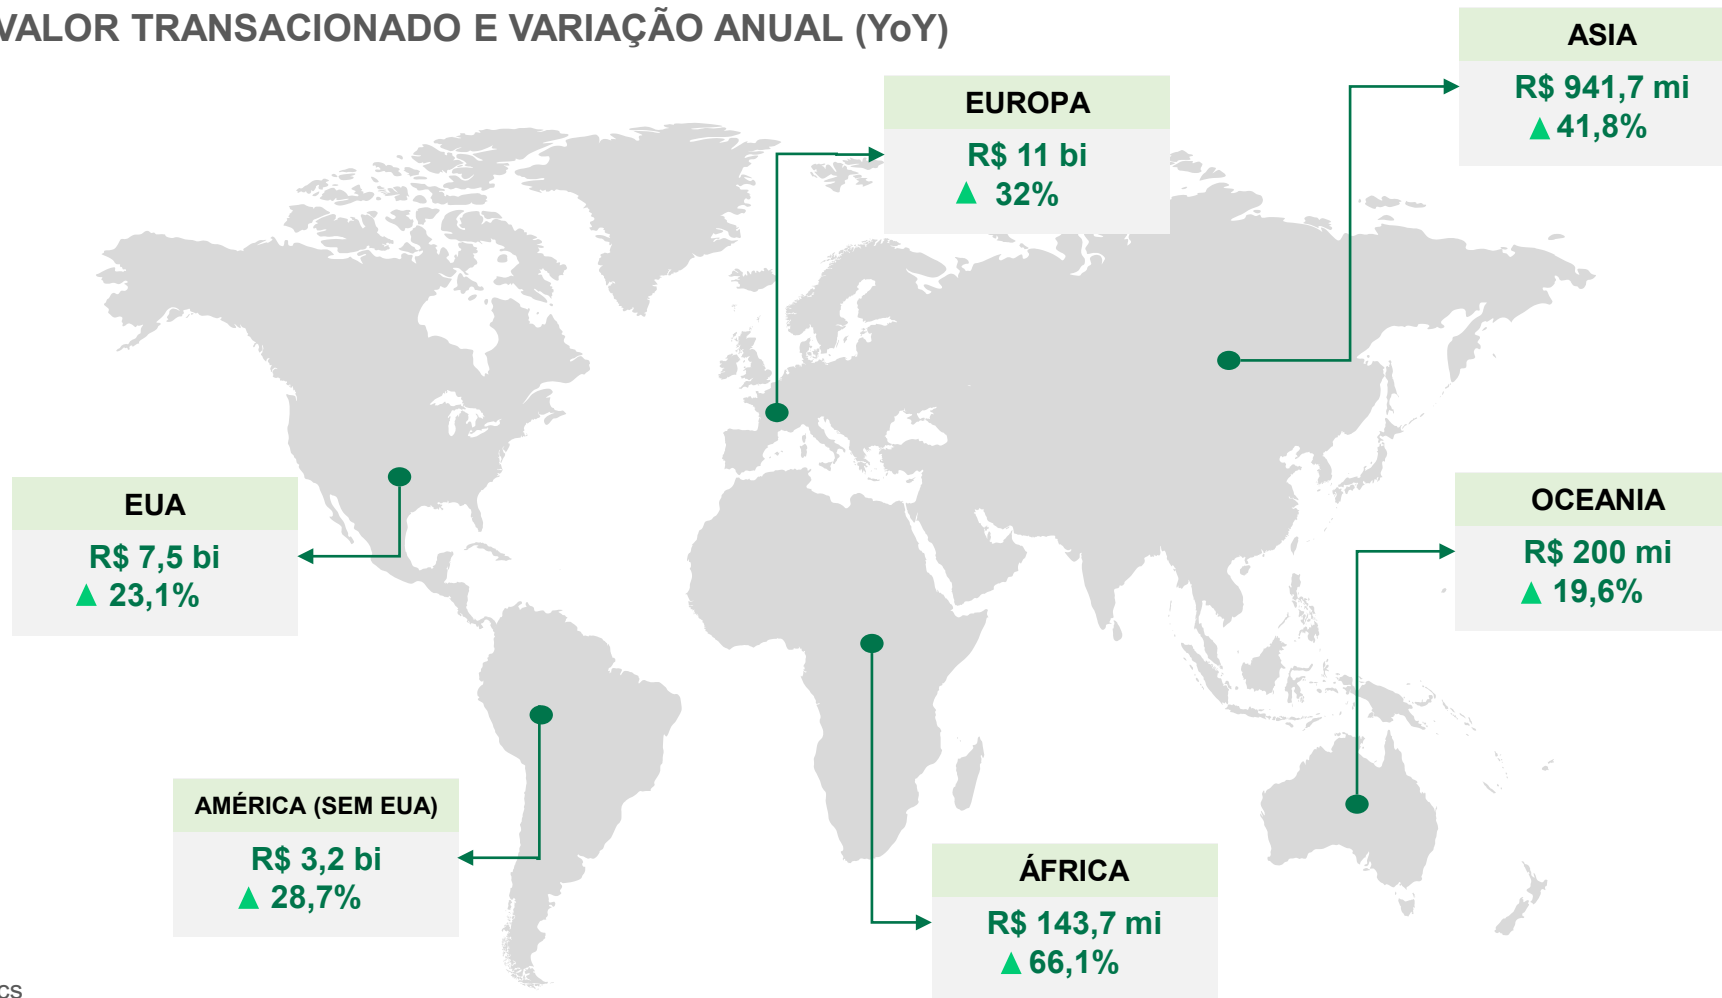 VALOR TRANSACIONADO E VARIAÇÃO ANUAL (YoY)
ASIA
R$ 941,7 mi
▲ 41,8%
EUROPA
R$ 11 bi
▲ 32%
EUA
R$ 7,5 bi
▲ 23,1%
OCEANIA
R$ 200 mi
▲ 19,6%
AMÉRICA (SEM EUA)
R$ 3,2 bi
▲ 28,7%
ÁFRICA
R$ 143,7 mi
▲ 66,1%
cs